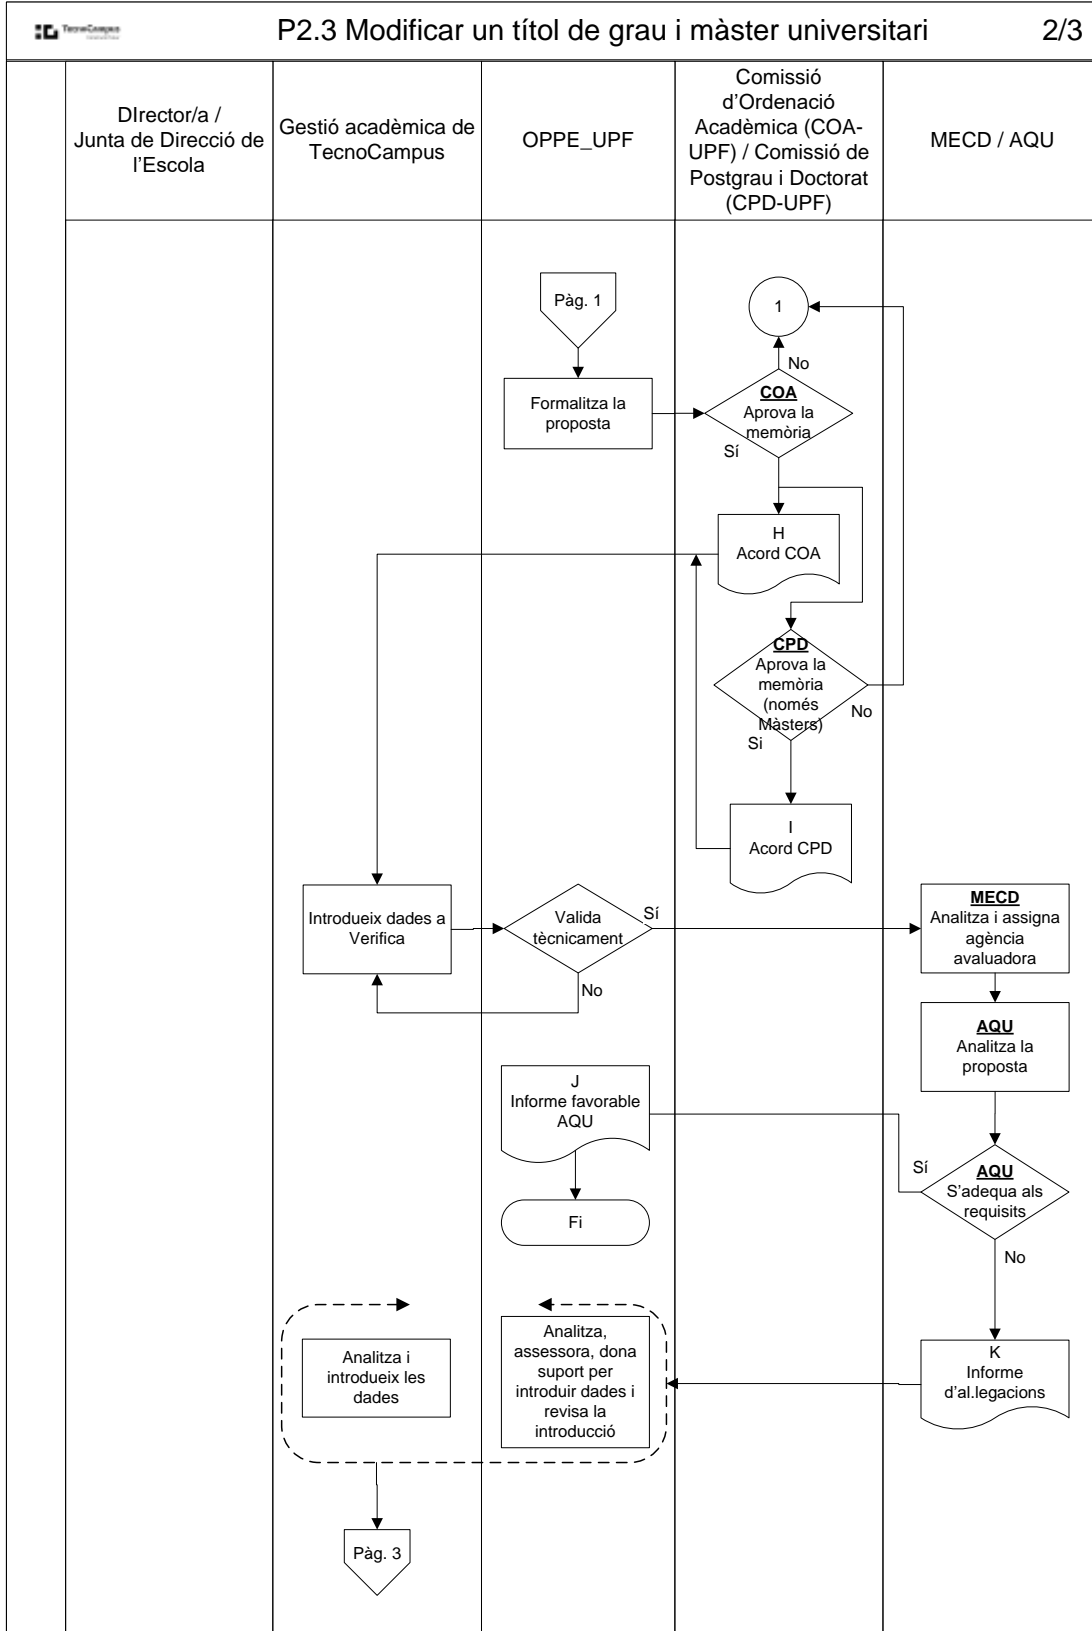 TecnoCampus
P2.3 Modificar un títol de grau i màster universitari
2/3
DIrector/a /
Junta de Direcció de
l'Escola
Gestió acadèmica de
TecnoCampus
OPPE_UPF
Comissió
d'Ordenació
Acadèmica (COA-
UPF) / Comissió de
Postgrau i Doctorat
(CPD-UPF)
MECD / AQU
Pàg. 1
1
No
Formalitza la
proposta
COA
Aprova la
memòria
Sí
H
Acord COA
CPD
Aprova la
memòria
(només
Màsters)
No
Si
I
Acord CPD
Introdueix dades a
Verifica
Valida
tècnicament
Sí
No
MECD
Analitza i assigna
agència
avaluadora
AQU
Analitza la
proposta
J
Informe favorable
AQU
Sí
AQU
S'adequa als
requisits
No
Fi
Analitza i
introdueix les
dades
Analitza,
assessora, dona
suport per
introduir dades i
revisa la
introducció
K
Informe
d'al.legacions
Pàg. 3